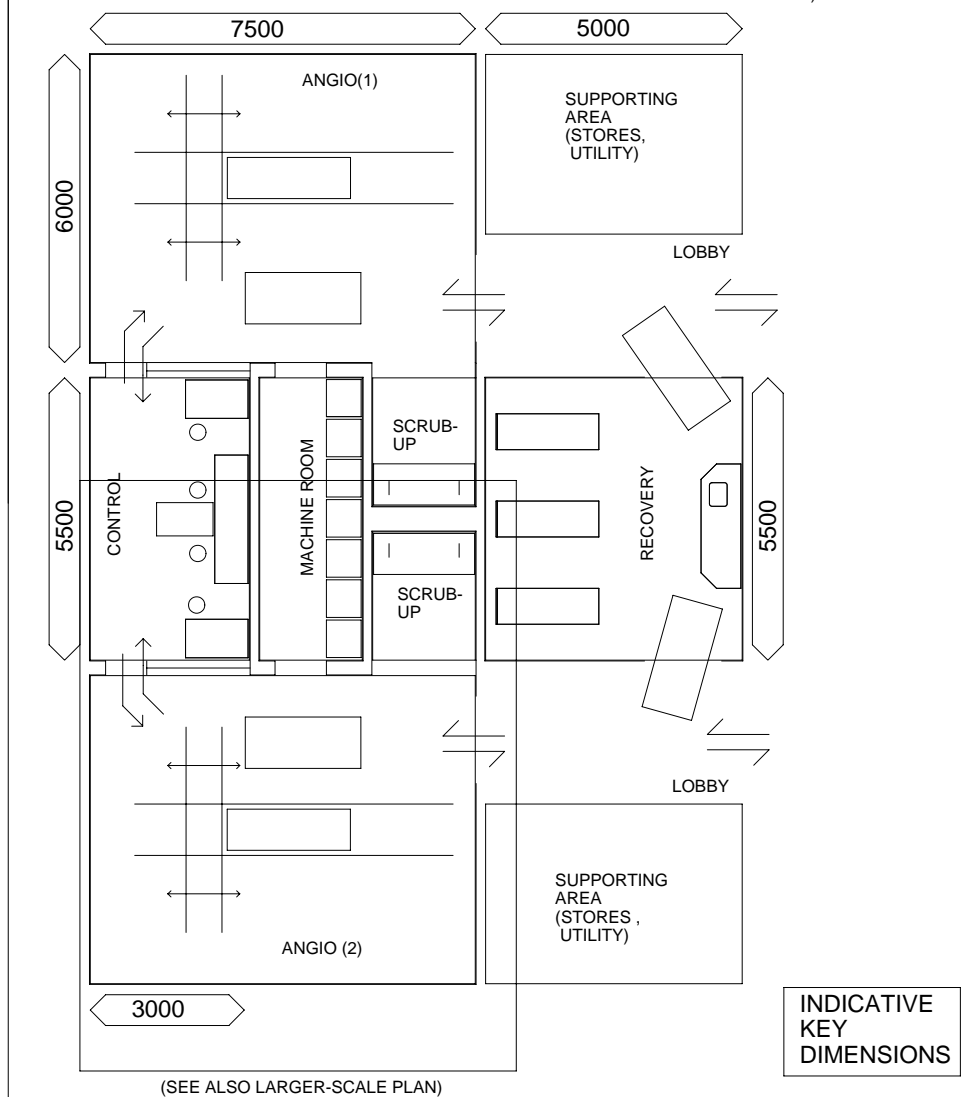 7500
5000
ANGIO(1)
SUPPORTING
AREA
(STORES,
UTILITY)
6000
LOBBY
SCRUB-
UP
5500
CONTROL
MACHINE ROOM
RECOVERY
5500
SCRUB-
UP
LOBBY
SUPPORTING
AREA
(STORES ,
UTILITY)
ANGIO (2)
3000
INDICATIVE
KEY
DIMENSIONS
(SEE ALSO LARGER-SCALE PLAN)